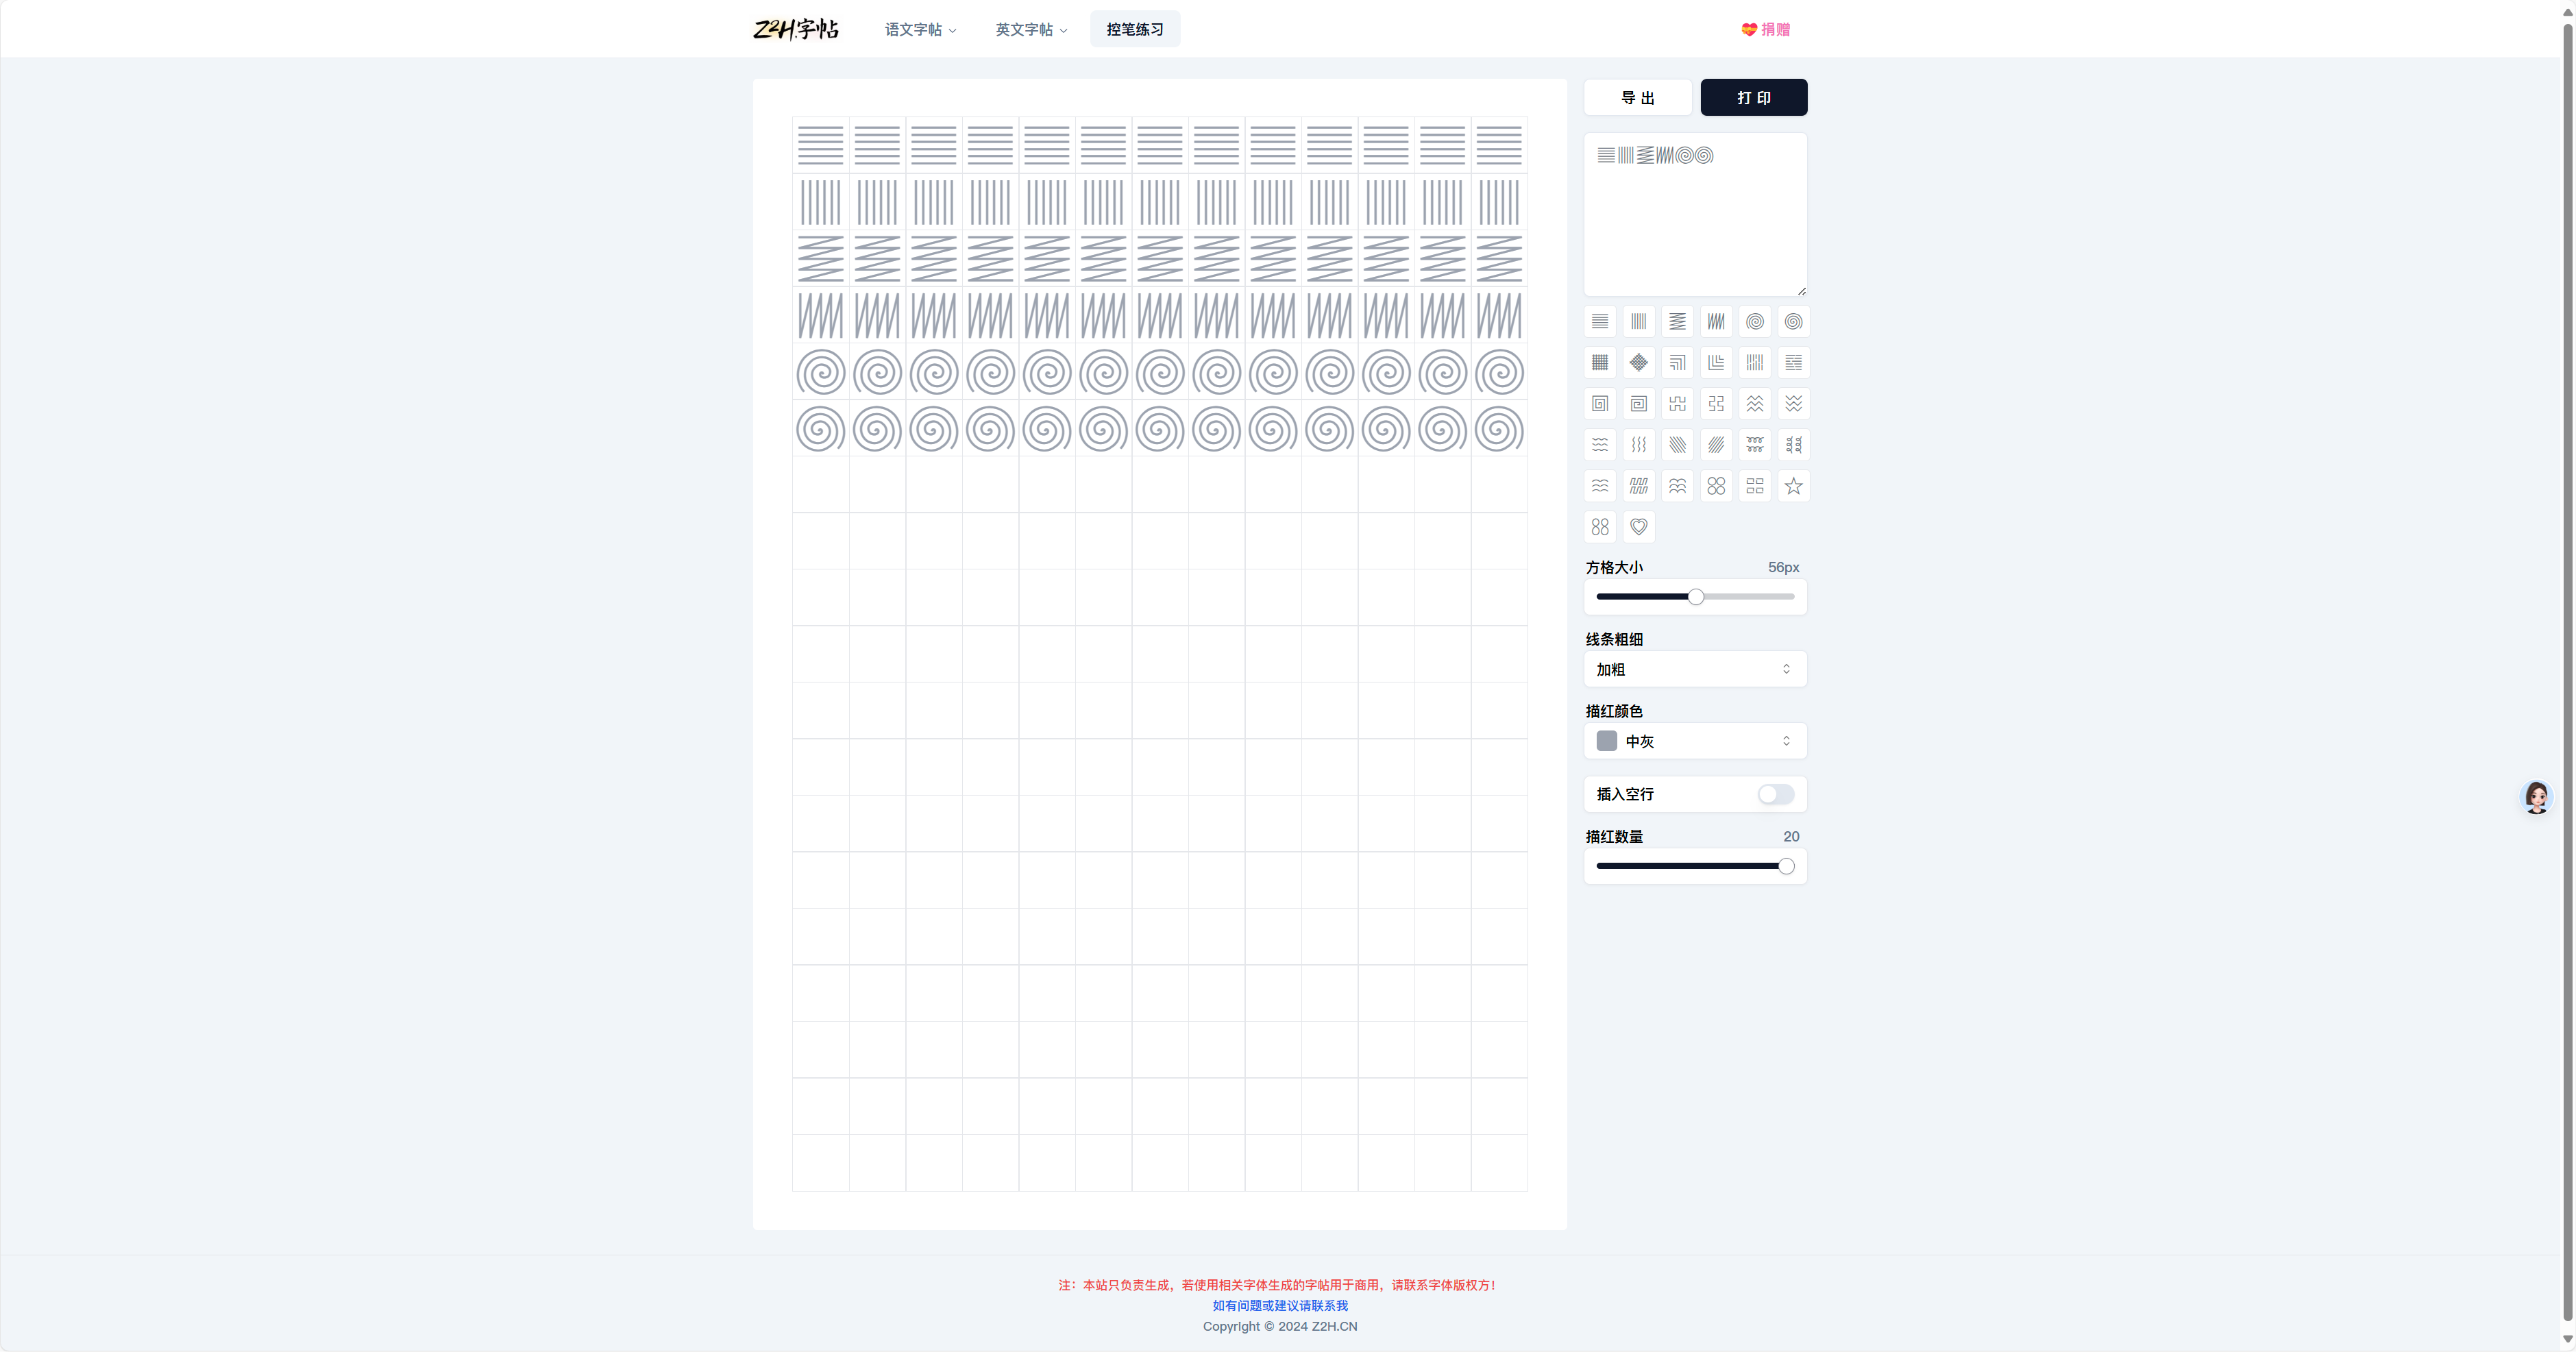 Z2H.字帖
语文字帖
英文字帖
控笔练习
捐赠
导 出
打 印
方格大小
56px
线条粗细
加粗
描红颜色
中灰
插入空行
描红数量
20
注：本站只负责生成，若使用相关字体生成的字帖用于商用，请联系字体版权方！
如有问题或建议请联系我
Copyright © 2024 Z2H.CN